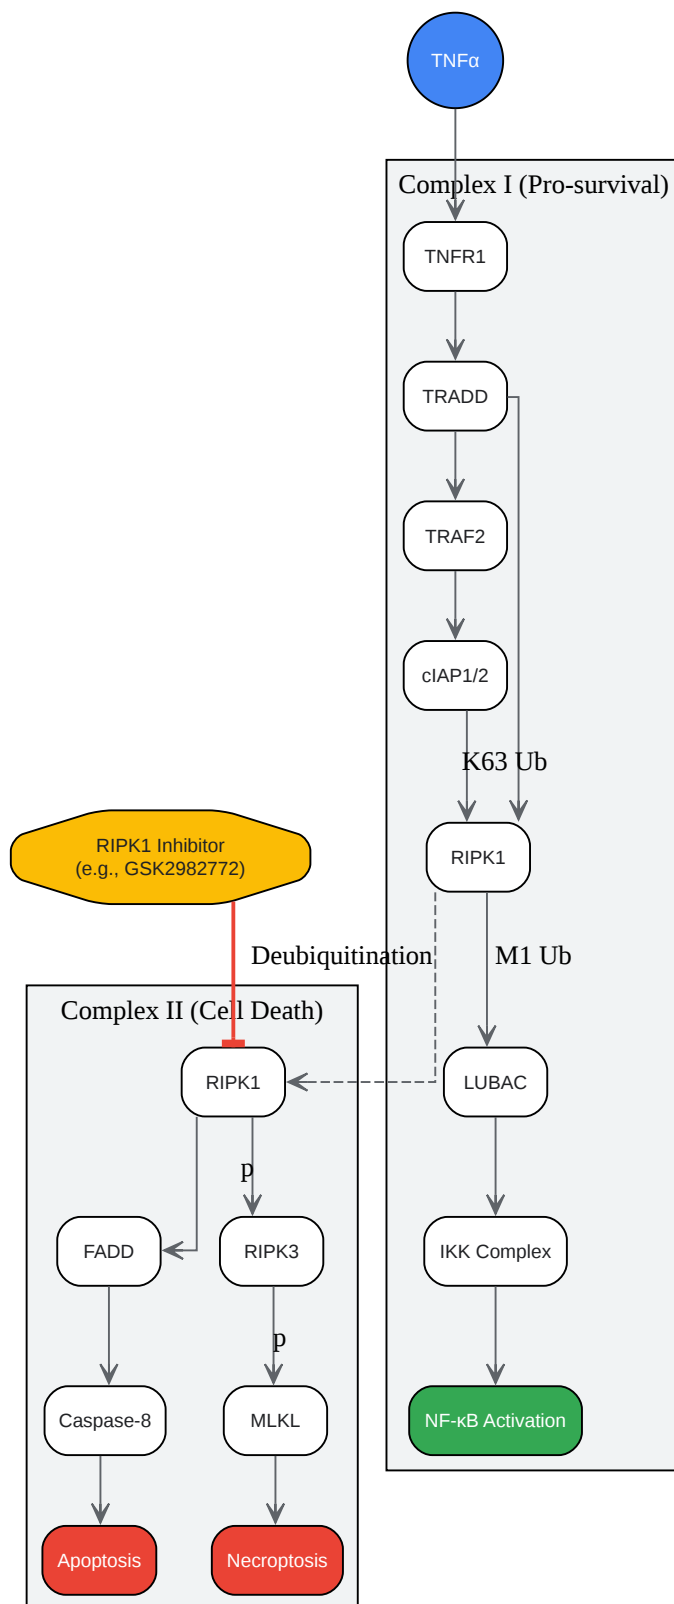 TNFα
Complex I (Pro-survival)
TNFR1
TRADD
TRAF2
cIAP1/2
K63 Ub
RIPK1 Inhibitor
(e.g., GSK2982772)
RIPK1
Deubiquitination
M1 Ub
Complex II (Cell Death)
RIPK1
LUBAC
p
FADD
RIPK3
IKK Complex
p
Caspase-8
MLKL
NF-κB Activation
Apoptosis
Necroptosis